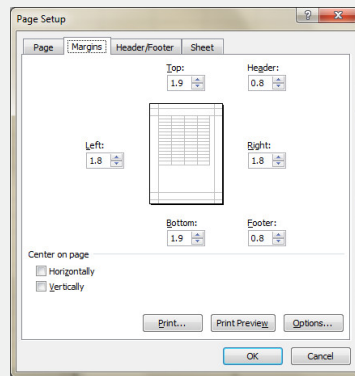 Page Setup
Page Margins Header/Footer Sheet
Top: Header:
1.9 0.8
Left: Right:
1.8 1.8
Bottom: Footer:
1.9 0.8
Center on page
Horizontally
Vertically
Print... Print Preview Options...
OK Cancel